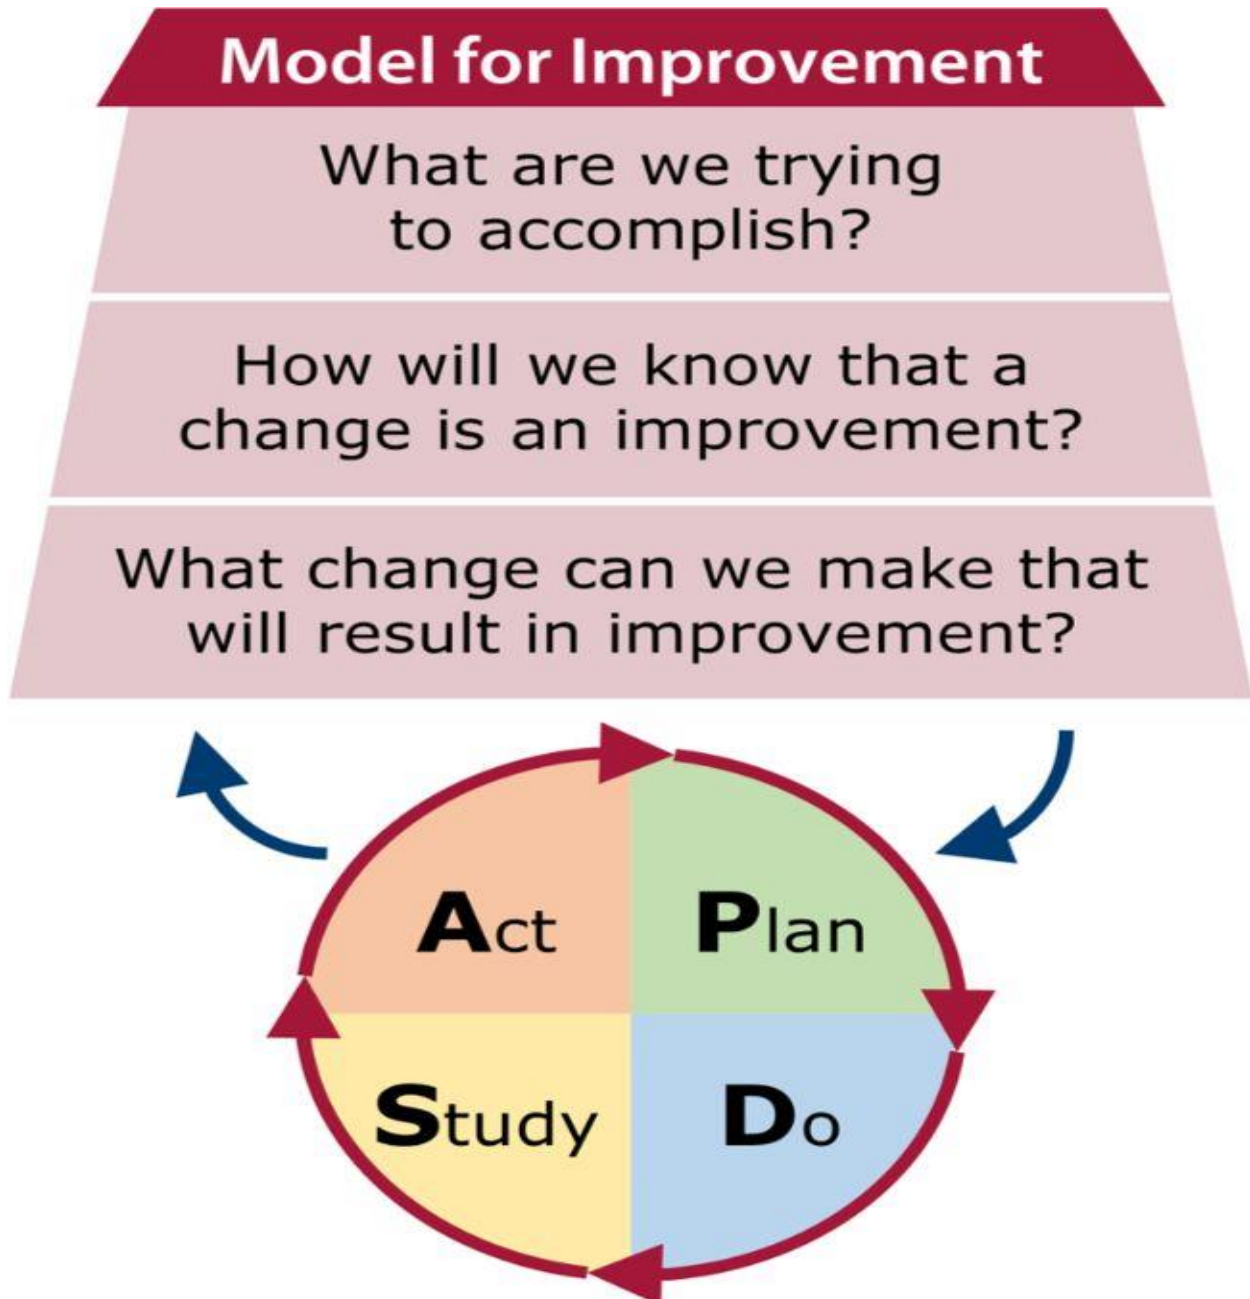 Model for Improvement
What are we trying
to accomplish?
How will we know that a
change is an improvement?
What change can we make that
will result in improvement?
Act
Plan
Study
Do